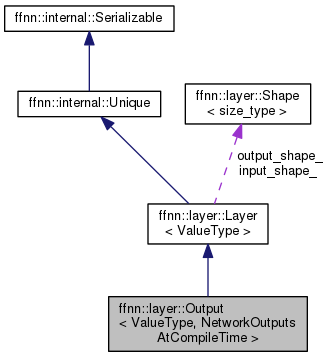 ffnn::internal::Serializable
ffnn::internal::Unique
ffnn::layer::Shape
< size_type >
output_shape_
input_shape_
ffnn::layer::Layer
< ValueType >
ffnn::layer::Output
< ValueType, NetworkOutputs
AtCompileTime >